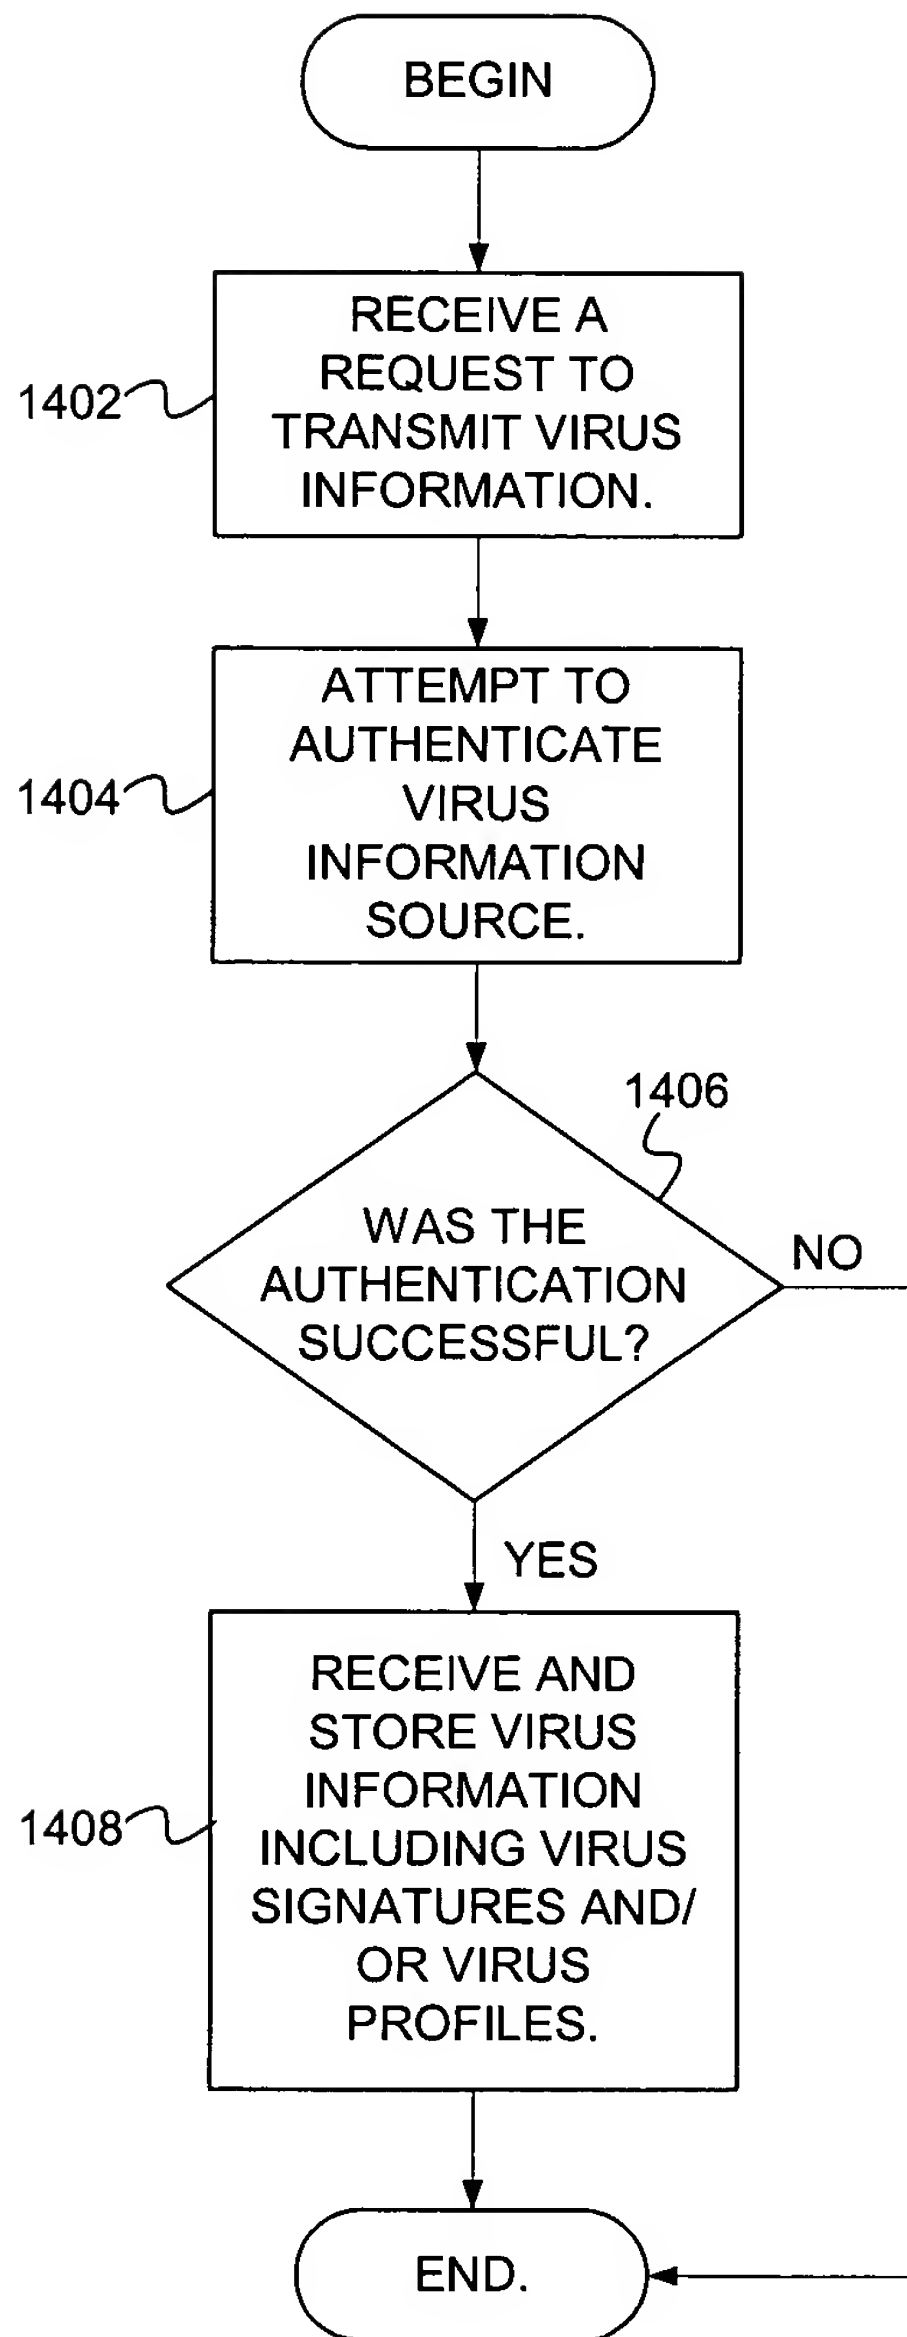 BEGIN
RECEIVE A
REQUEST TO
TRANSMIT VIRUS
INFORMATION.
1402
ATTEMPT TO
AUTHENTICATE
VIRUS
INFORMATION
SOURCE.
1404
1406
WAS THE
AUTHENTICATION
SUCCESSFUL?
NO
YES
RECEIVE AND
STORE VIRUS
INFORMATION
INCLUDING VIRUS
SIGNATURES AND/
OR VIRUS
PROFILES.
1408
END.